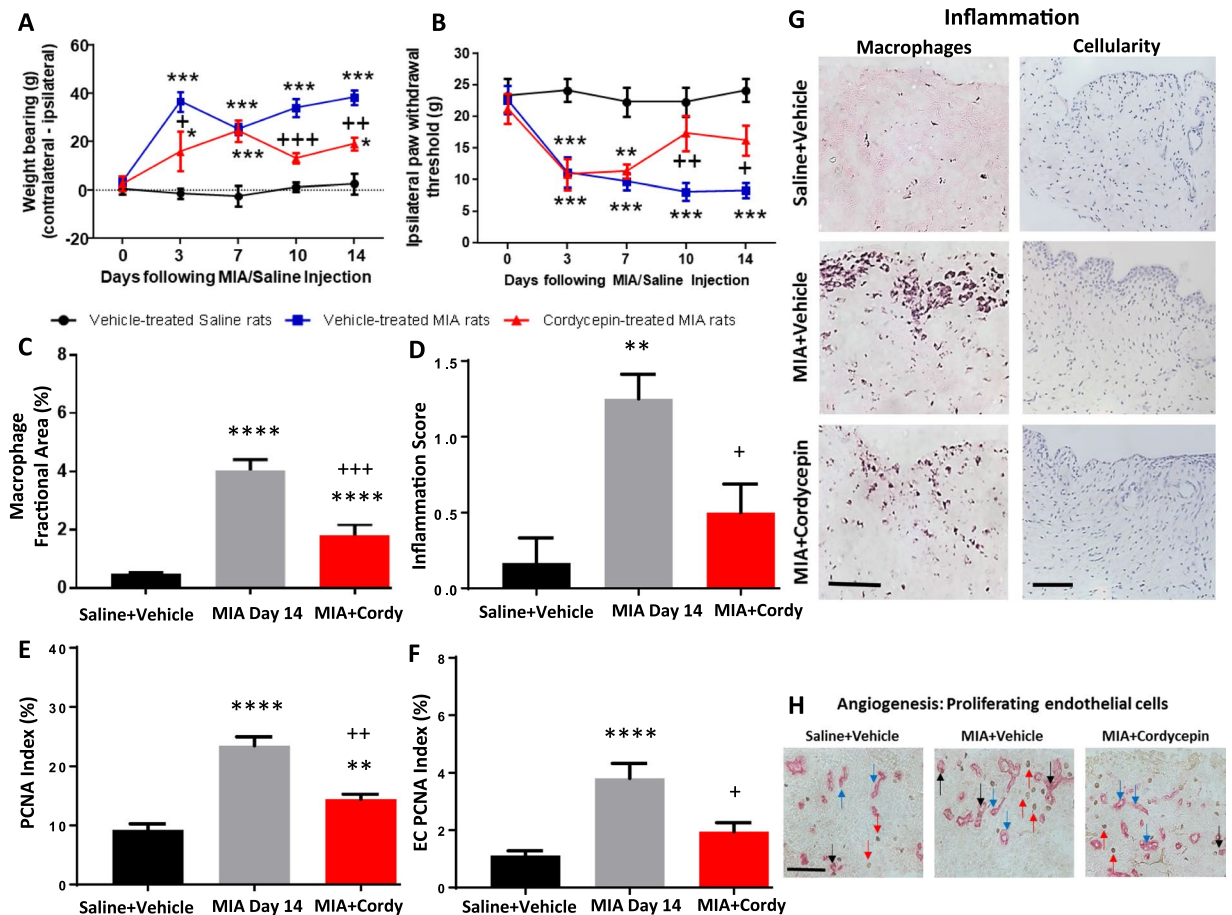 A
Weight bearing (g)
(contralateral - ipsilateral)
60
40
20
0
-20
***
+
*
***
***
***
+++
***
++
*
0 3 7 10 14
Days following MIA/Saline Injection
B
Ipsilateral paw withdrawal
threshold (g)
30
25
20
15
10
5
0
***
***
**
***
++
***
+
***
0 3 7 10 14
Days following MIA/Saline Injection
Vehicle-treated Saline rats
Vehicle-treated MIA rats
Cordycepin-treated MIA rats
C
Macrophage
Fractional Area (%)
8
6
4
2
0
****
+++
****
Saline+Vehicle MIA Day 14 MIA+Cordy
D
Inflammation Score
1.5
1.0
0.5
0.0
**
+
Saline+Vehicle MIA Day 14 MIA+Cordy
E
PCNA Index (%)
40
30
20
10
0
****
++
**
Saline+Vehicle MIA Day 14 MIA+Cordy
F
EC PCNA Index (%)
8
6
4
2
0
****
+
Saline+Vehicle MIA Day 14 MIA+Cordy
G
Inflammation
Macrophages Cellularity
Saline+Vehicle
MIA+Vehicle
MIA+Cordycepin
H
Angiogenesis: Proliferating endothelial cells
Saline+Vehicle MIA+Vehicle MIA+Cordycepin